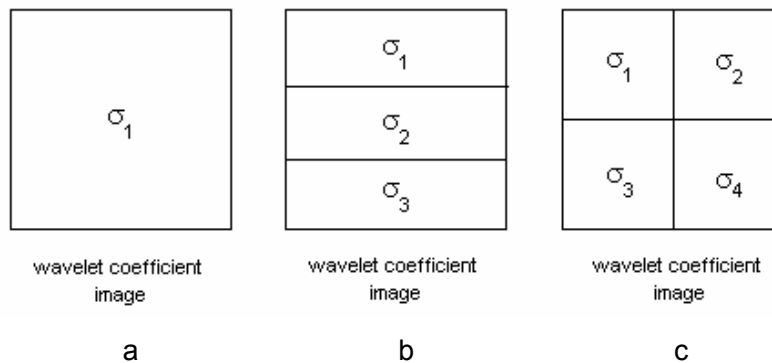 σ1
wavelet coefficient
image
a
σ1
σ2
σ3
wavelet coefficient
image
b
σ1 σ2
σ3 σ4
wavelet coefficient
image
c